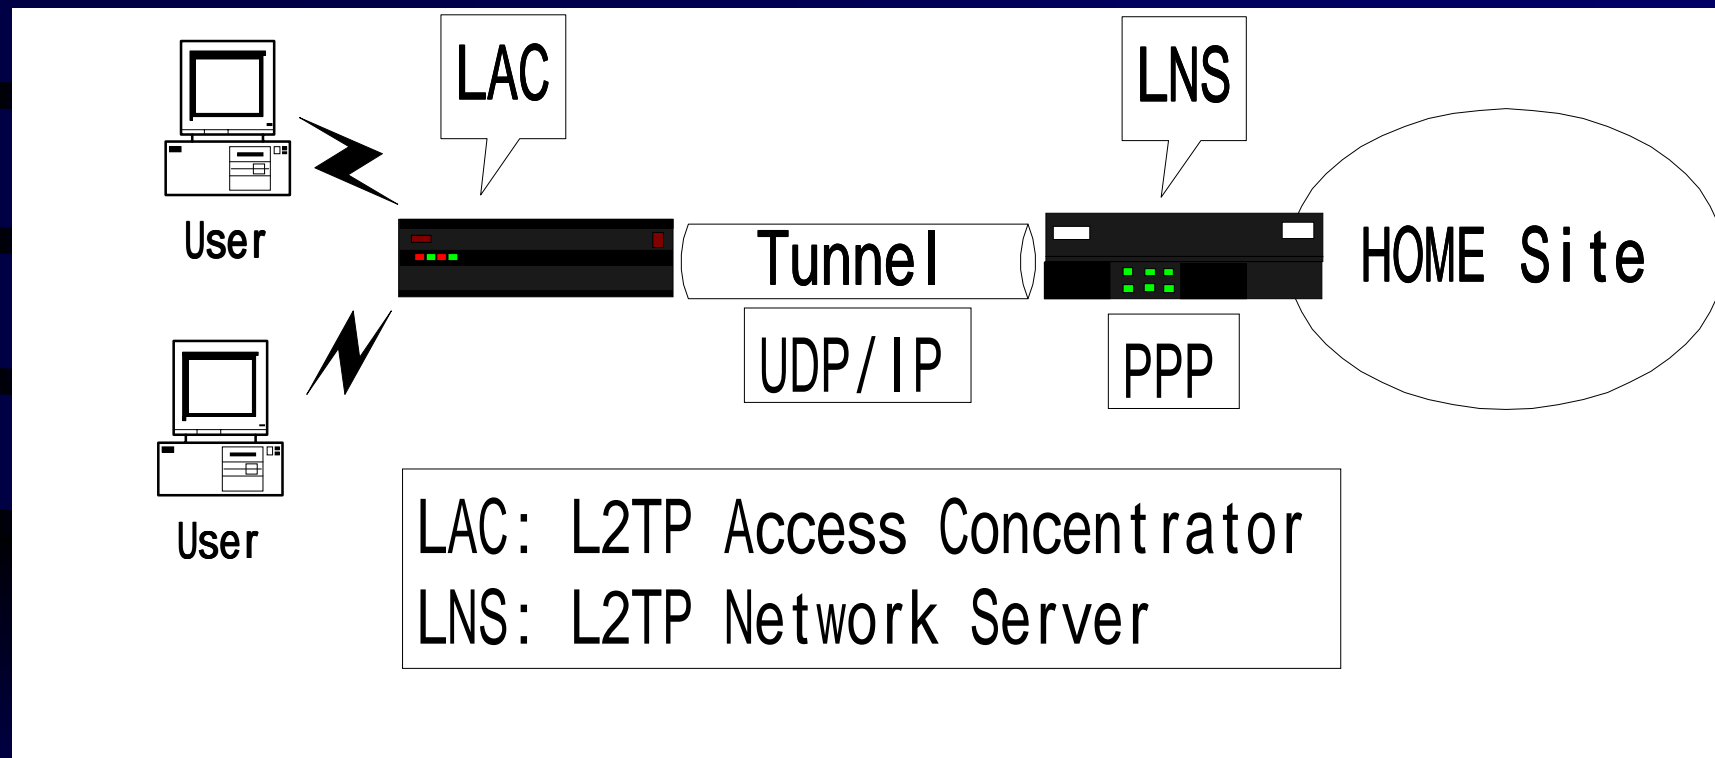 LAC
LNS
User
Tunnel
HOME Site
UDP/IP
PPP
User
LAC: L2TP Access Concentrator
LNS: L2TP Network Server